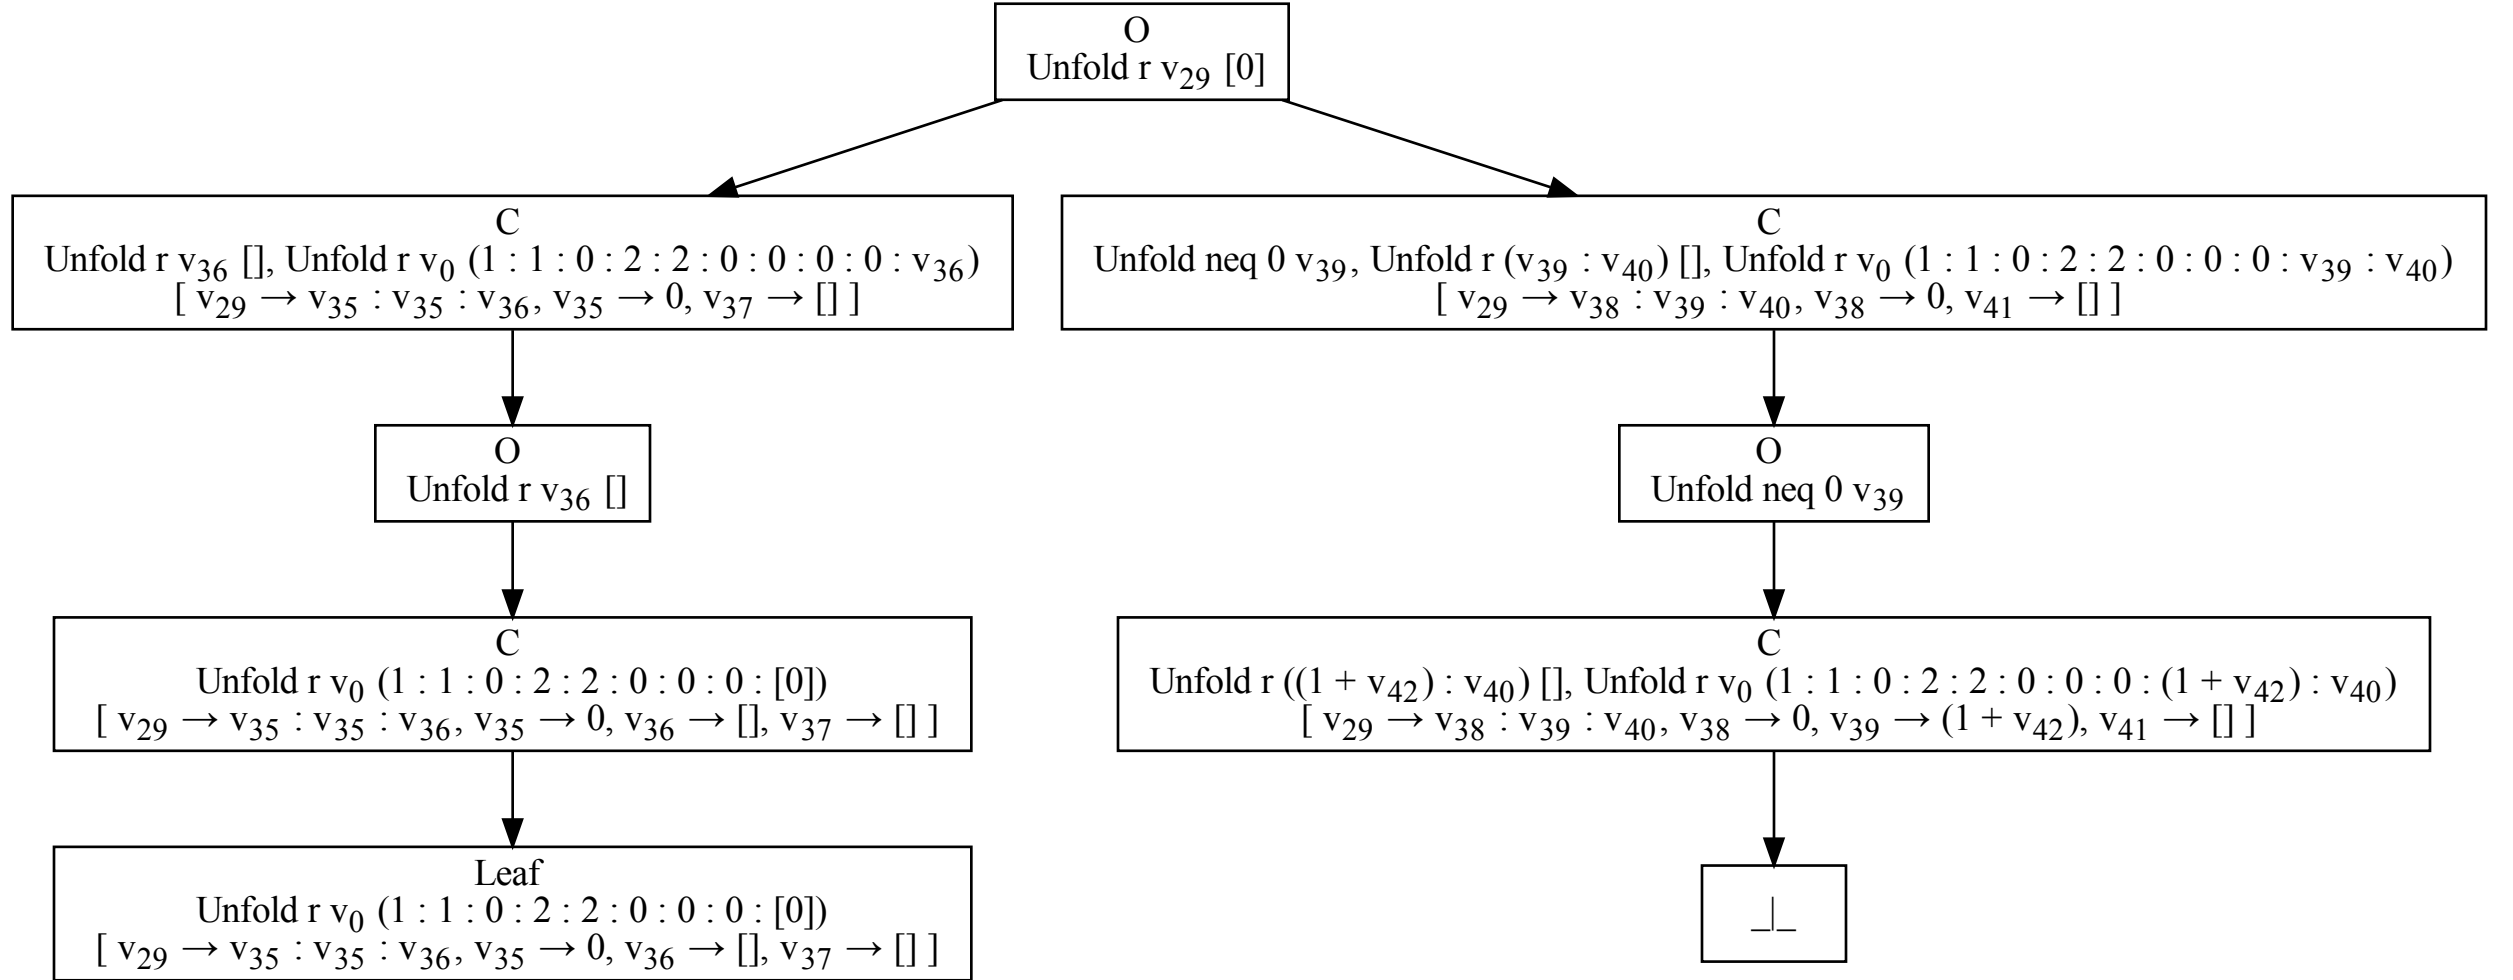 O
Unfold r v₂₉ [0]
C
Unfold r v₃₆ [], Unfold r v₀ (1 : 1 : 0 : 2 : 2 : 0 : 0 : 0 : 0 : v₃₆)
[ v₂₉ → v₃₅ : v₃₅ : v₃₆, v₃₅ → 0, v₃₇ → [] ]
C
Unfold neq 0 v₃₉, Unfold r (v₃₉ : v₄₀) [], Unfold r v₀ (1 : 1 : 0 : 2 : 2 : 0 : 0 : 0 : v₃₉ : v₄₀)
[ v₂₉ → v₃₈ : v₃₉ : v₄₀, v₃₈ → 0, v₄₁ → [] ]
O
Unfold r v₃₆ []
O
Unfold neq 0 v₃₉
C
Unfold r v₀ (1 : 1 : 0 : 2 : 2 : 0 : 0 : 0 : [0])
[ v₂₉ → v₃₅ : v₃₅ : v₃₆, v₃₅ → 0, v₃₆ → [], v₃₇ → [] ]
C
Unfold r ((1 + v₄₂) : v₄₀) [], Unfold r v₀ (1 : 1 : 0 : 2 : 2 : 0 : 0 : 0 : (1 + v₄₂) : v₄₀)
[ v₂₉ → v₃₈ : v₃₉ : v₄₀, v₃₈ → 0, v₃₉ → (1 + v₄₂), v₄₁ → [] ]
Leaf
Unfold r v₀ (1 : 1 : 0 : 2 : 2 : 0 : 0 : 0 : [0])
[ v₂₉ → v₃₅ : v₃₅ : v₃₆, v₃₅ → 0, v₃₆ → [], v₃₇ → [] ]
_|_